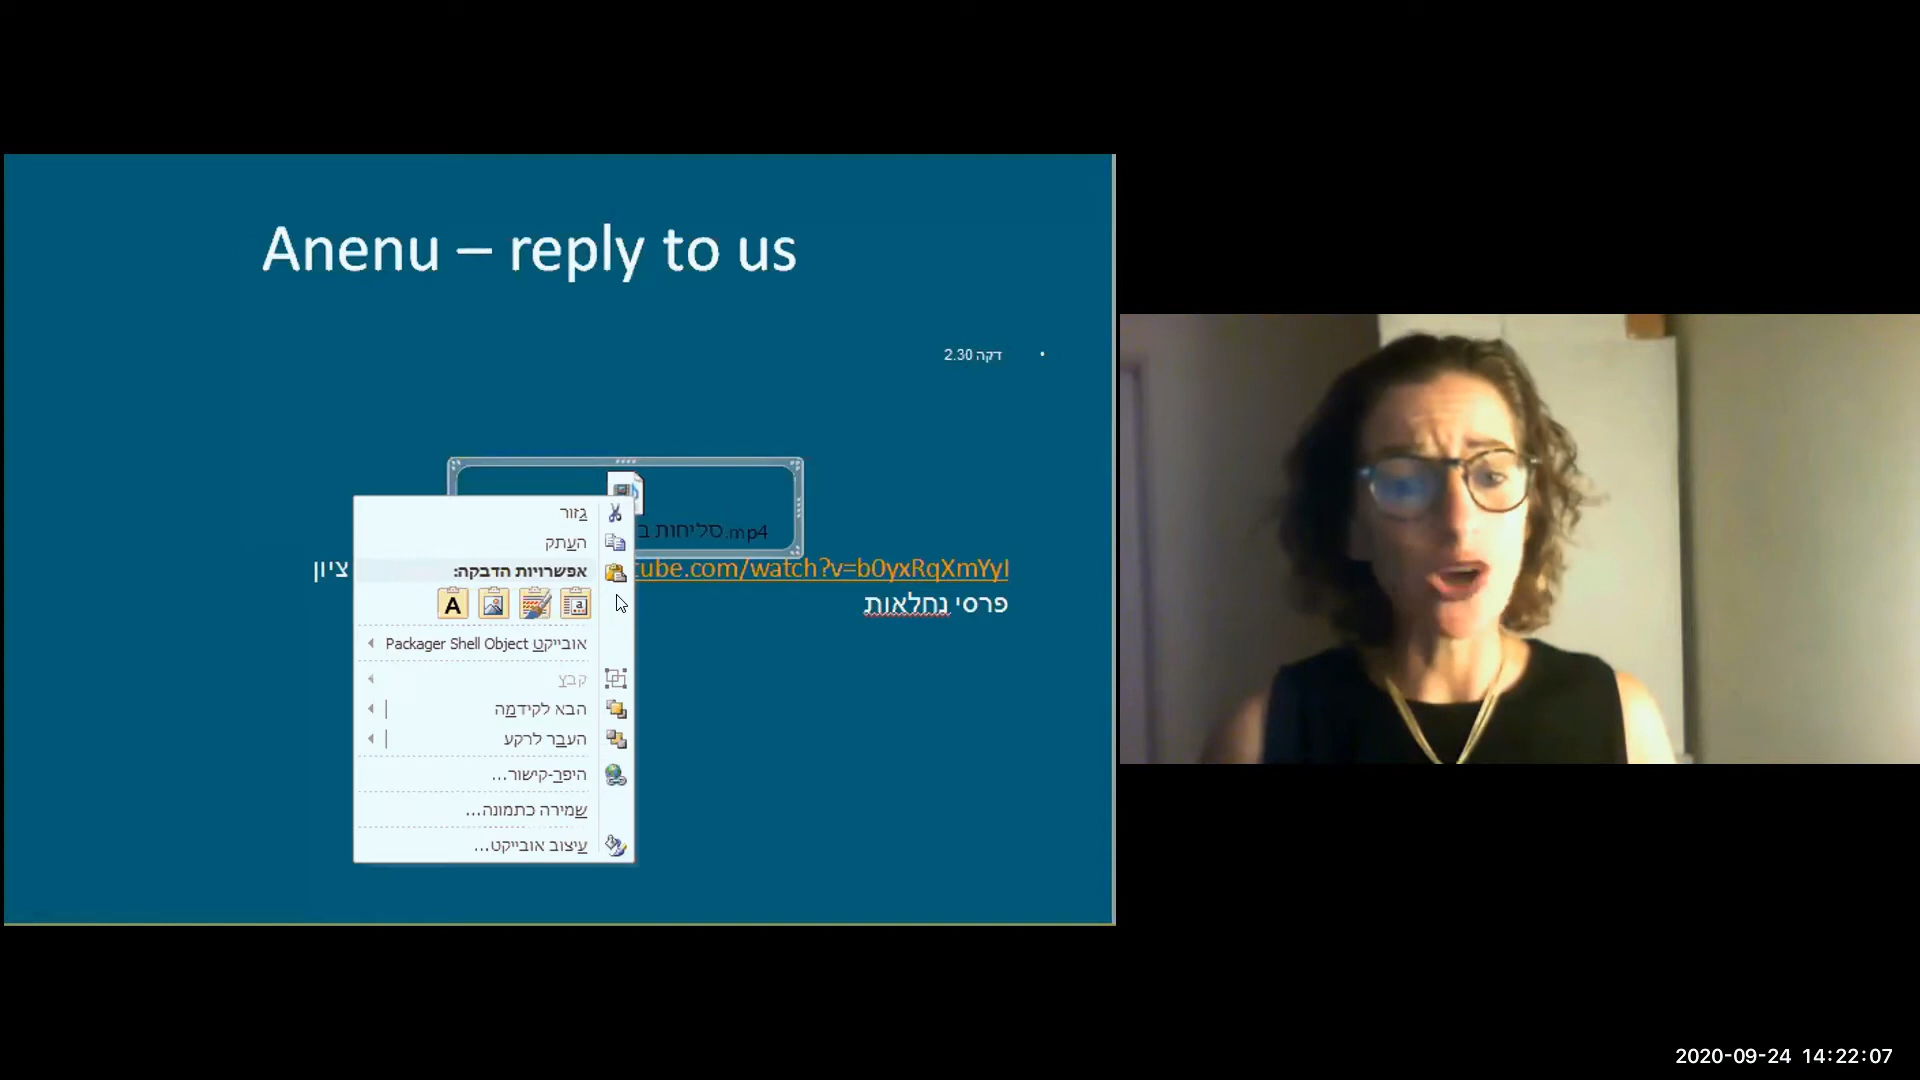 Anenu – reply to us
• דקה 2.30
סליחות ב
.mp4
tube.com/watch?v=b0yxRqXmYyI
ציון
פרסי נחלאות
גזור
העתק
אפשרויות הדבקה:
A
a
אובייקט Packager Shell Object
קבץ
הבא לקידמה
העבר לרקע
היפר-קישור...
שמירה כתמונה...
עיצוב אובייקט...
2020-09-24 14:22:07